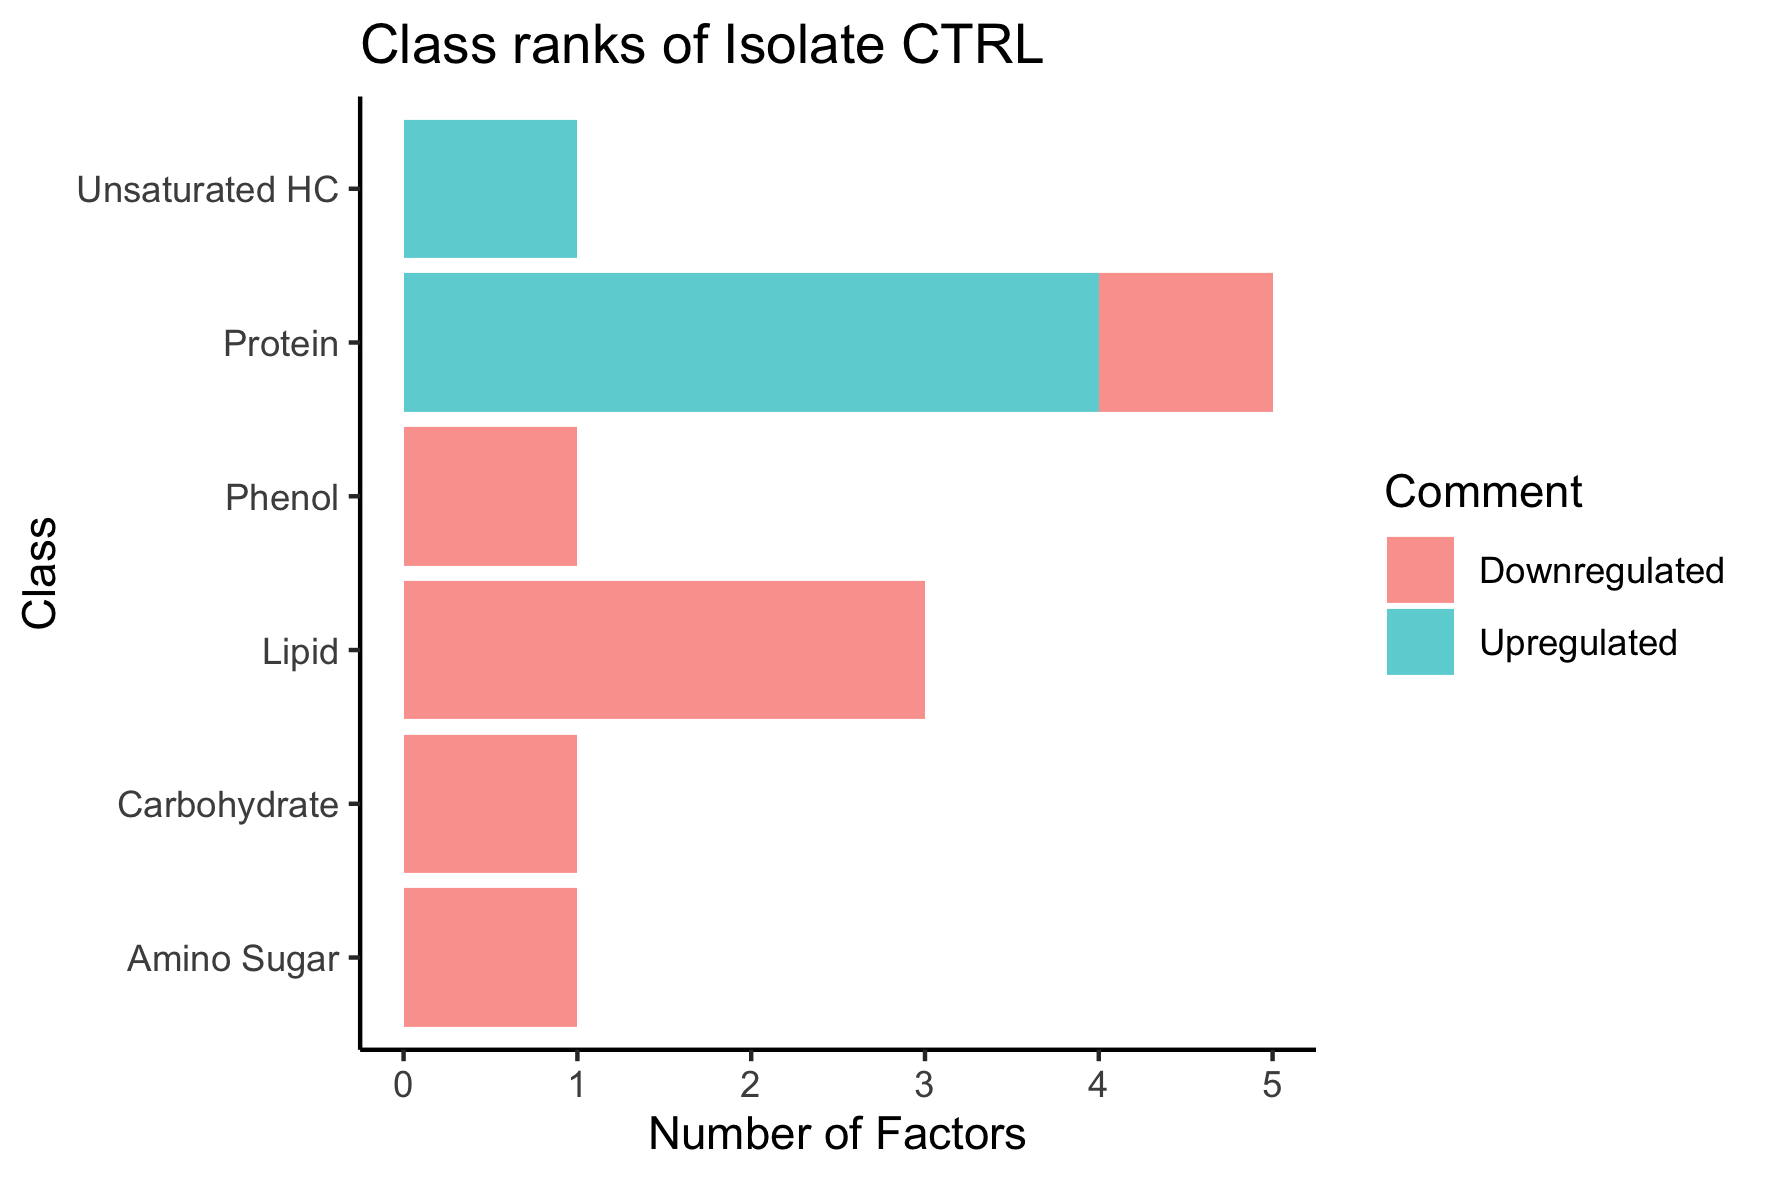 Class ranks of Isolate CTRL
Unsaturated HC
Protein
Phenol
Lipid
Carbohydrate
Amino Sugar
Class
0 1 2 3 4 5
Number of Factors
Comment
Downregulated
Upregulated